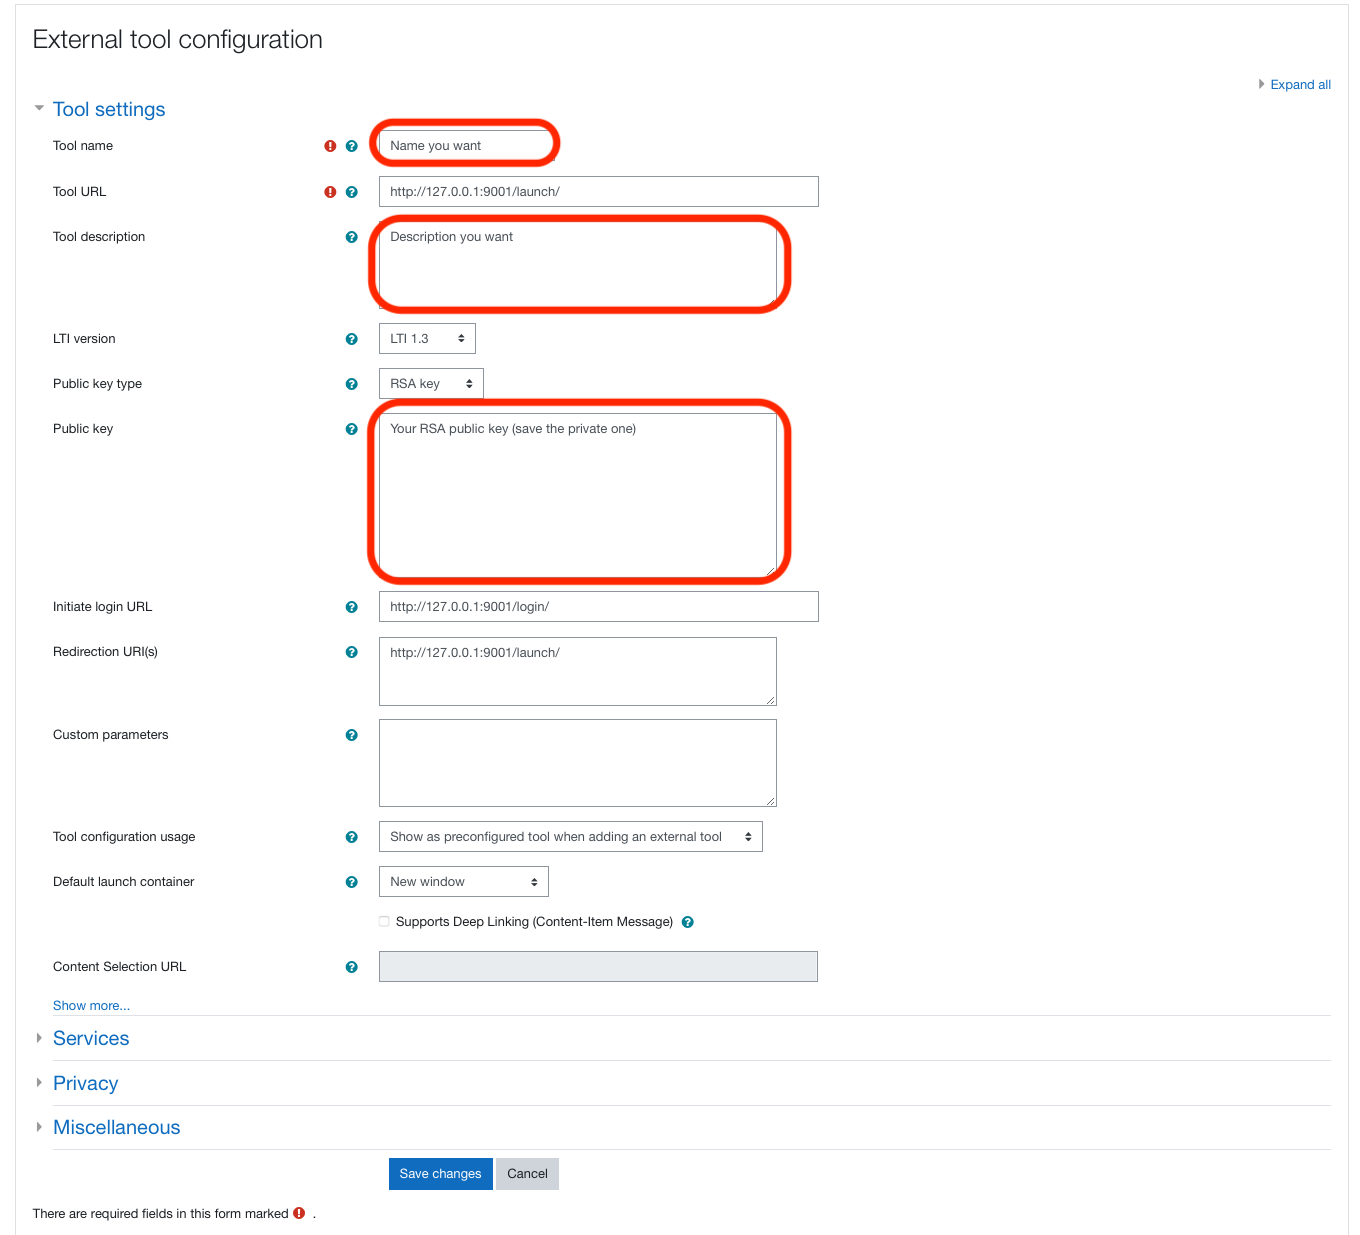 External tool configuration
Expand all
Tool settings
Tool name
Name you want
Tool URL
http://127.0.0.1:9001/launch/
Tool description
Description you want
LTI version
LTI 1.3
Public key type
RSA key
Public key
Your RSA public key (save the private one)
Initiate login URL
http://127.0.0.1:9001/login/
Redirection URI(s)
http://127.0.0.1:9001/launch/
Custom parameters
Tool configuration usage
Show as preconfigured tool when adding an external tool
Default launch container
New window
Supports Deep Linking (Content-Item Message)
Content Selection URL
Show more...
Services
Privacy
Miscellaneous
Save changes
Cancel
There are required fields in this form marked .